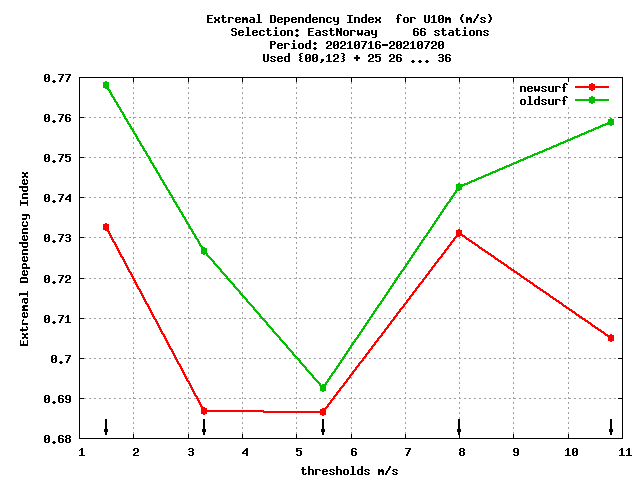 Extremal Dependency Index  for U10m (m/s)
Selection: EastNorway     66 stations
Period: 20210716-20210720
Used {00,12} + 25 26 ... 36
newsurf
oldsurf
Extremal Dependency Index
0.77
0.76
0.75
0.74
0.73
0.72
0.71
0.7
0.69
0.68
1 2 3 4 5 6 7 8 9 10 11
thresholds m/s